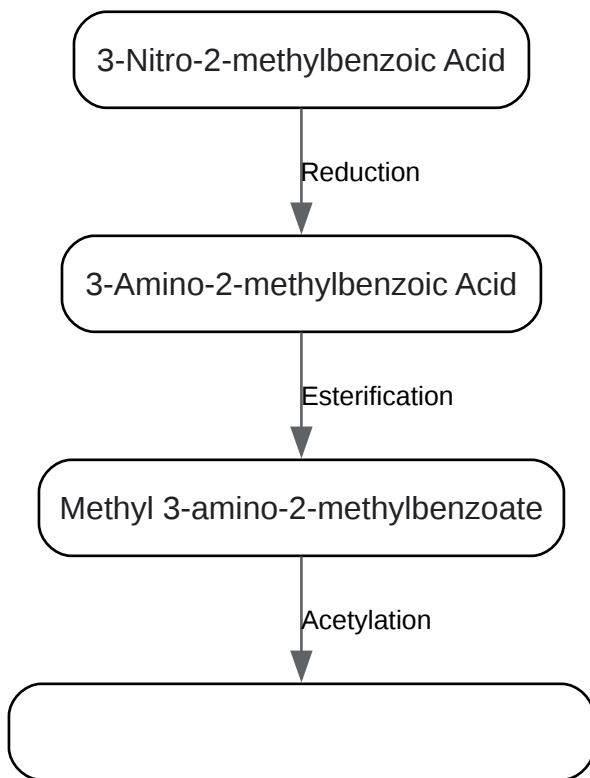 3-Nitro-2-methylbenzoic Acid
Reduction
3-Amino-2-methylbenzoic Acid
Esterification
Methyl 3-amino-2-methylbenzoate
Acetylation